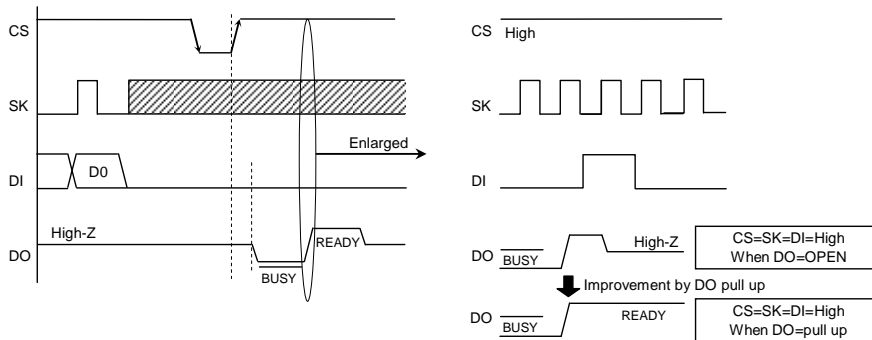 CS
SK
DI
D0
Enlarged
DO
High-Z
BUSY
READY
CS
High
SK
DI
DO
BUSY
High-Z
CS=SK=DI=High
When DO=OPEN
Improvement by DO pull up
DO
BUSY
READY
CS=SK=DI=High
When DO=pull up